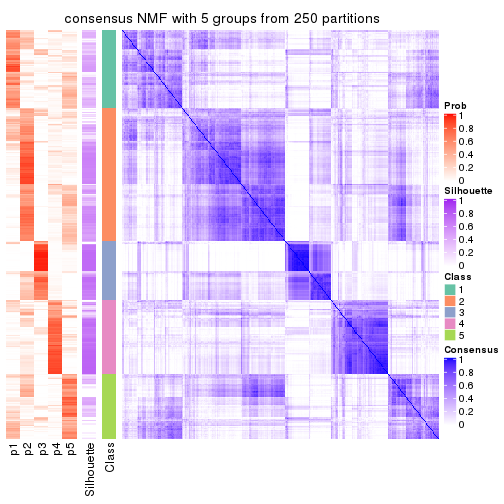 consensus NMF with 5 groups from 250 partitions
Prob
1
0.8
0.6
0.4
0.2
0
Silhouette
1
0.8
0.6
0.4
0.2
0
Class
1
2
3
4
5
Consensus
1
0.8
0.6
0.4
0.2
0
p1
p2
p3
p4
p5
Silhouette
Class